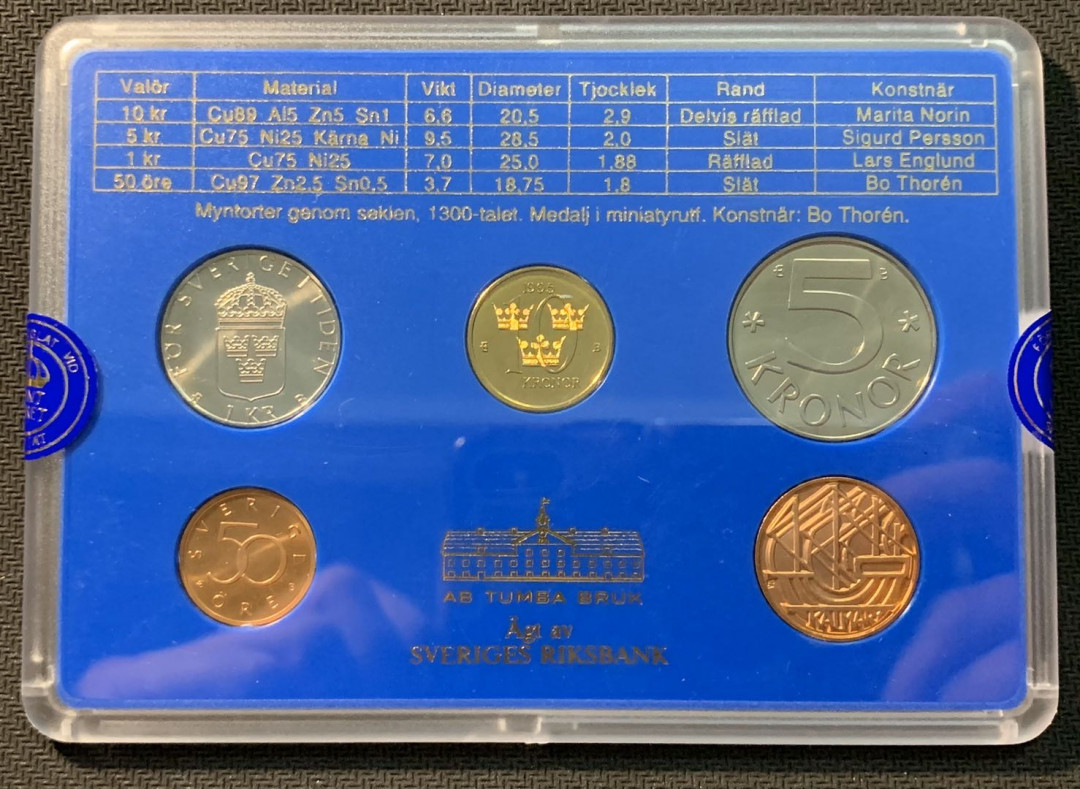 Valör Material Vikt Diameter Tjocklek Rand Konstnär
10 kr Cu89 Al5 Zn5 Sn1 6,6 20,5 2,9 Delvis räfflad Marita Norin
5 kr Cu75 Ni25 Kärna Ni 9,5 28,5 2,0 Slät Sigurd Persson
1 kr Cu75 Ni25 7,0 25,0 1,88 Räfflad Lars Englund
50 öre Cu97 Zn2,5 Sn0,5 3,7 18,75 1,8 Slät Bo Thorén
Myntorter genom seklen, 1300-talet. Medalj i miniatyrutf. Konstnär: Bo Thorén.
FÖR SVERIGE I TIDEN
1 KR
1995
10
KRONOR
B
5
B
KRONOR
VID
SVERIGE
50
ÖRE
B
KALMAR
AB TUMBA BRUK
Ägt av
SVERIGES RIKSBANK